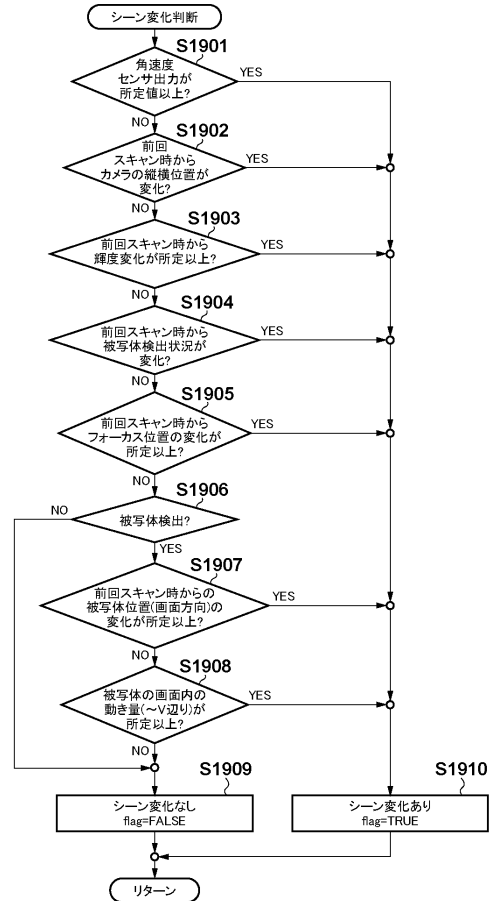 シーン変化判断
S1901
角速度
センサ出力が
所定値以上?
YES
NO
S1902
前回
スキャン時から
カメラの縦横位置が
変化?
YES
NO
S1903
前回スキャン時から
輝度変化が所定以上?
YES
NO
S1904
前回スキャン時から
被写体検出状況が
変化?
YES
NO
S1905
前回スキャン時から
フォーカス位置の変化が
所定以上?
YES
NO
S1906
被写体検出?
NO
YES
S1907
前回スキャン時からの
被写体位置(画面方向)の
変化が所定以上?
YES
NO
S1908
被写体の画面内の
動き量(~V辺り)が
所定以上?
YES
NO
S1909
シーン変化なし
flag=FALSE
S1910
シーン変化あり
flag=TRUE
リターン